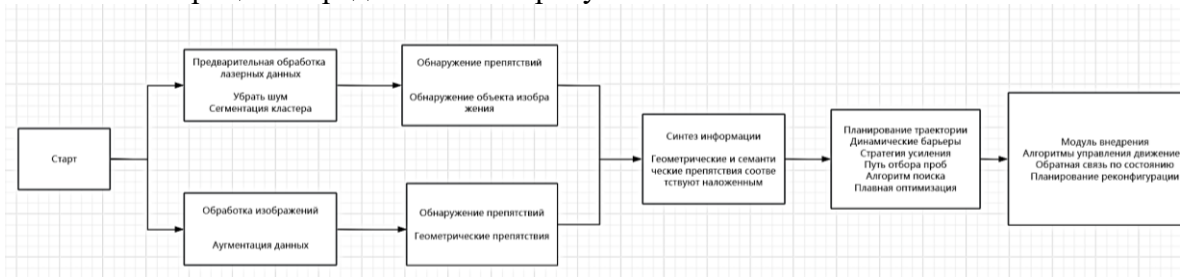 Старт
Предварительная обработка
лазерных данных
Убрать шум
Сегментация кластера
Обнаружение препятствий
Обнаружение объекта изобра
жения
Обработка изображений
Аугментация данных
Обнаружение препятствий
Геометрические препятствия
Синтез информации
Геометрические и семанти
ческие препятствия соотве
тствуют наложенным
Планирование траектории
Динамические барьеры
Стратегия усиления
Путь отбора проб
Алгоритм поиска
Плавная оптимизация
Модуль внедрения
Алгоритмы управления движение
Обратная связь по состоянию
Планирование реконфигурации